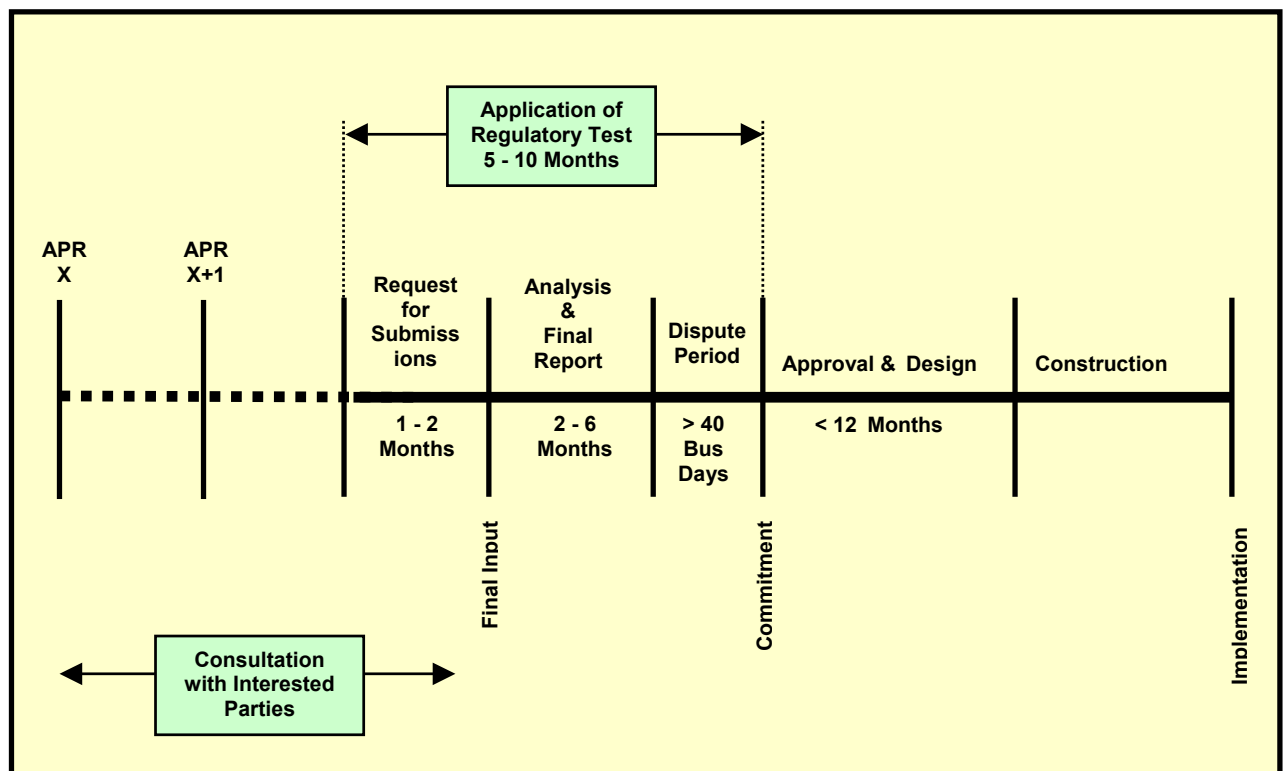 Application of
Regulatory Test
5 - 10 Months
APR
X
APR
X+1
Request
for
Submiss
ions
Analysis
&
Final
Report
Dispute
Period
Approval & Design
Construction
1 - 2
Months
2 - 6
Months
> 40
Bus
Days
< 12 Months
Final Input
Commitment
Implementation
Consultation
with Interested
Parties